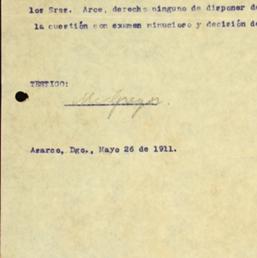 los Sres. Arce, derecho ninguno de disponer de
la cuestión con examen minucioso y decisión de
TESTIGO:
Asarco, Dgo., Mayo 26 de 1911.